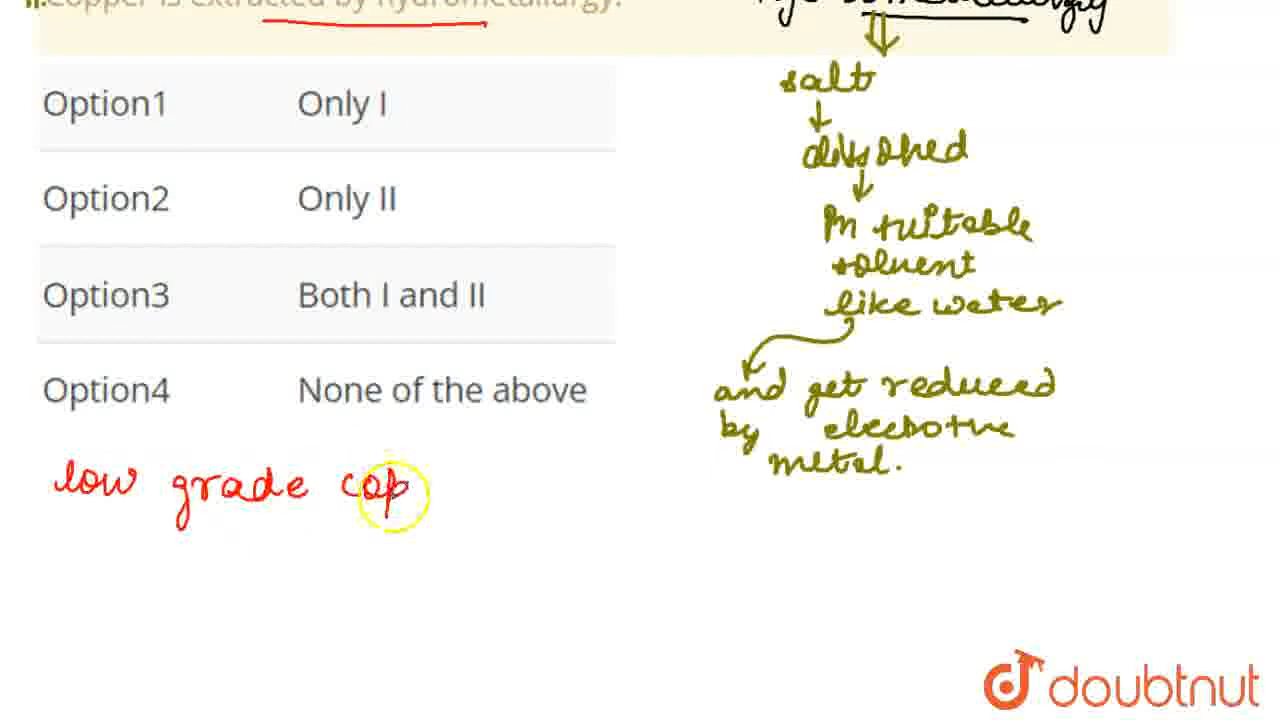 II. Copper is extracted by hydrometallurgy.
Option1 Only I
Option2 Only II
Option3 Both I and II
Option4 None of the above
low grade cop
salt
dissolved
in suitable
solvent
like water
and get reduced
by
metal.
doubtnut